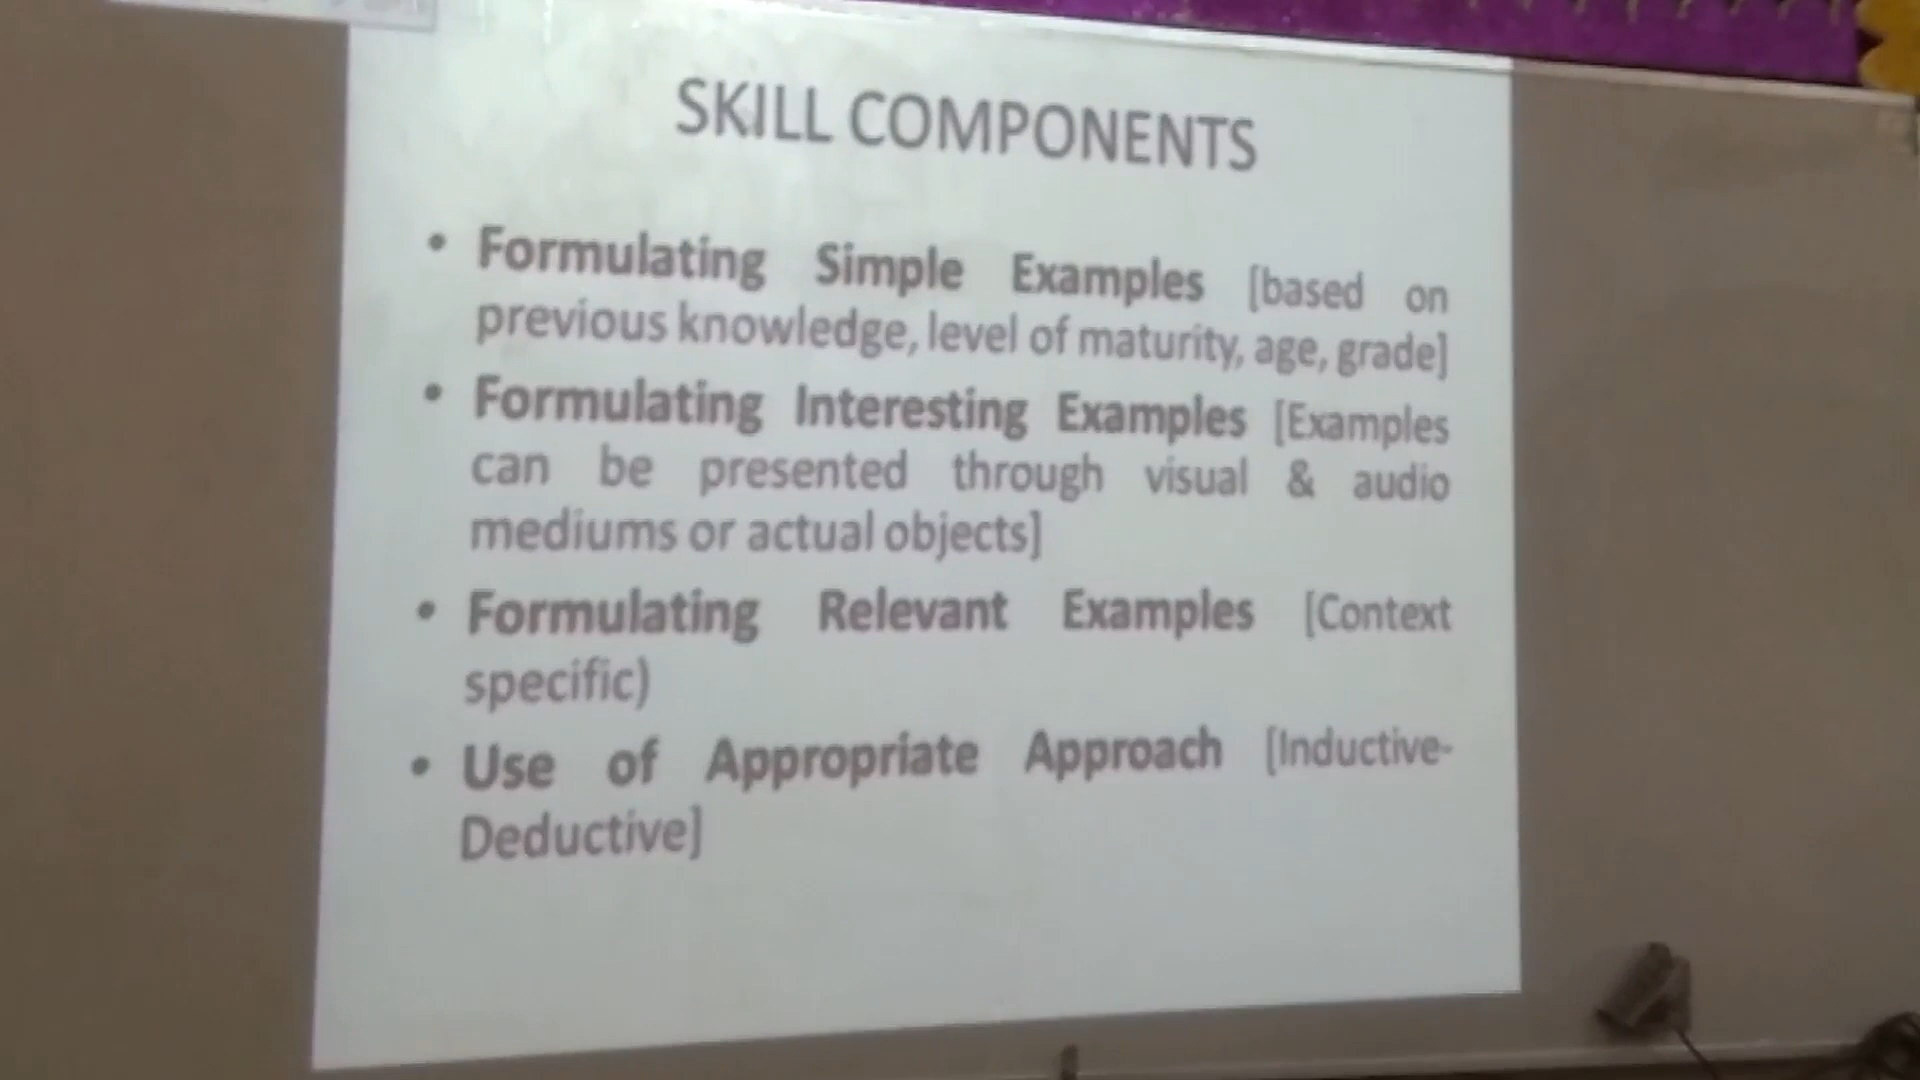 SKILL COMPONENTS
• Formulating Simple Examples [based on
previous knowledge, level of maturity, age, grade]
• Formulating Interesting Examples [Examples
can be presented through visual & audio
mediums or actual objects]
• Formulating Relevant Examples [Context
specific)
• Use of Appropriate Approach [Inductive-
Deductive]